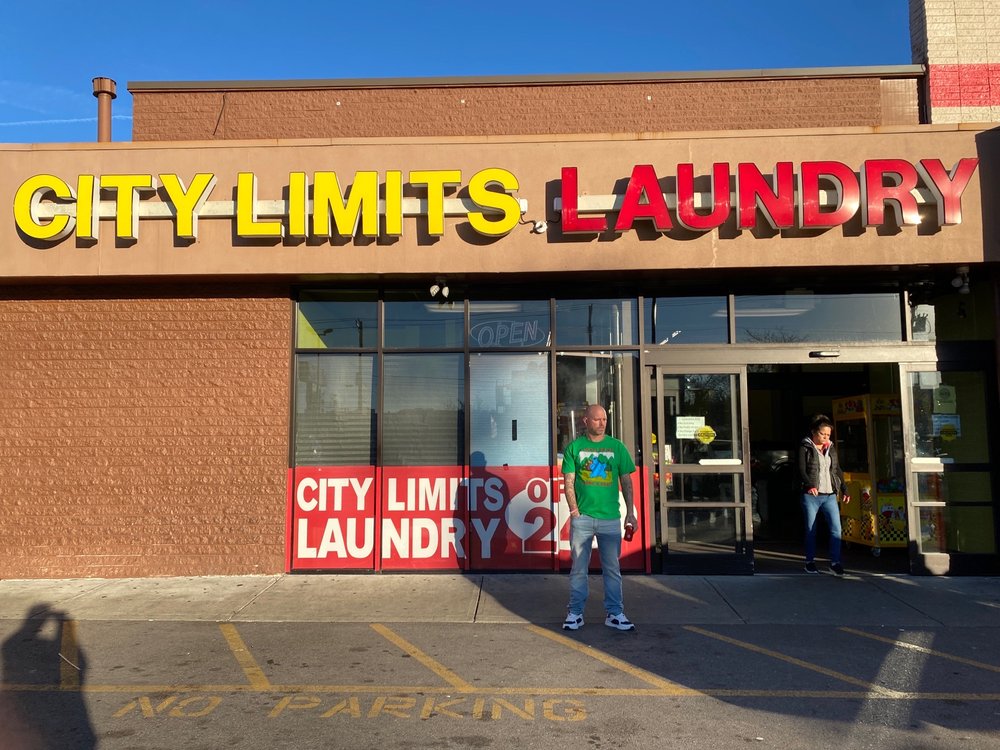 CITY LIMITS LAUNDRY
OPEN
CITY LIMITS
LAUNDRY
NO PARKING